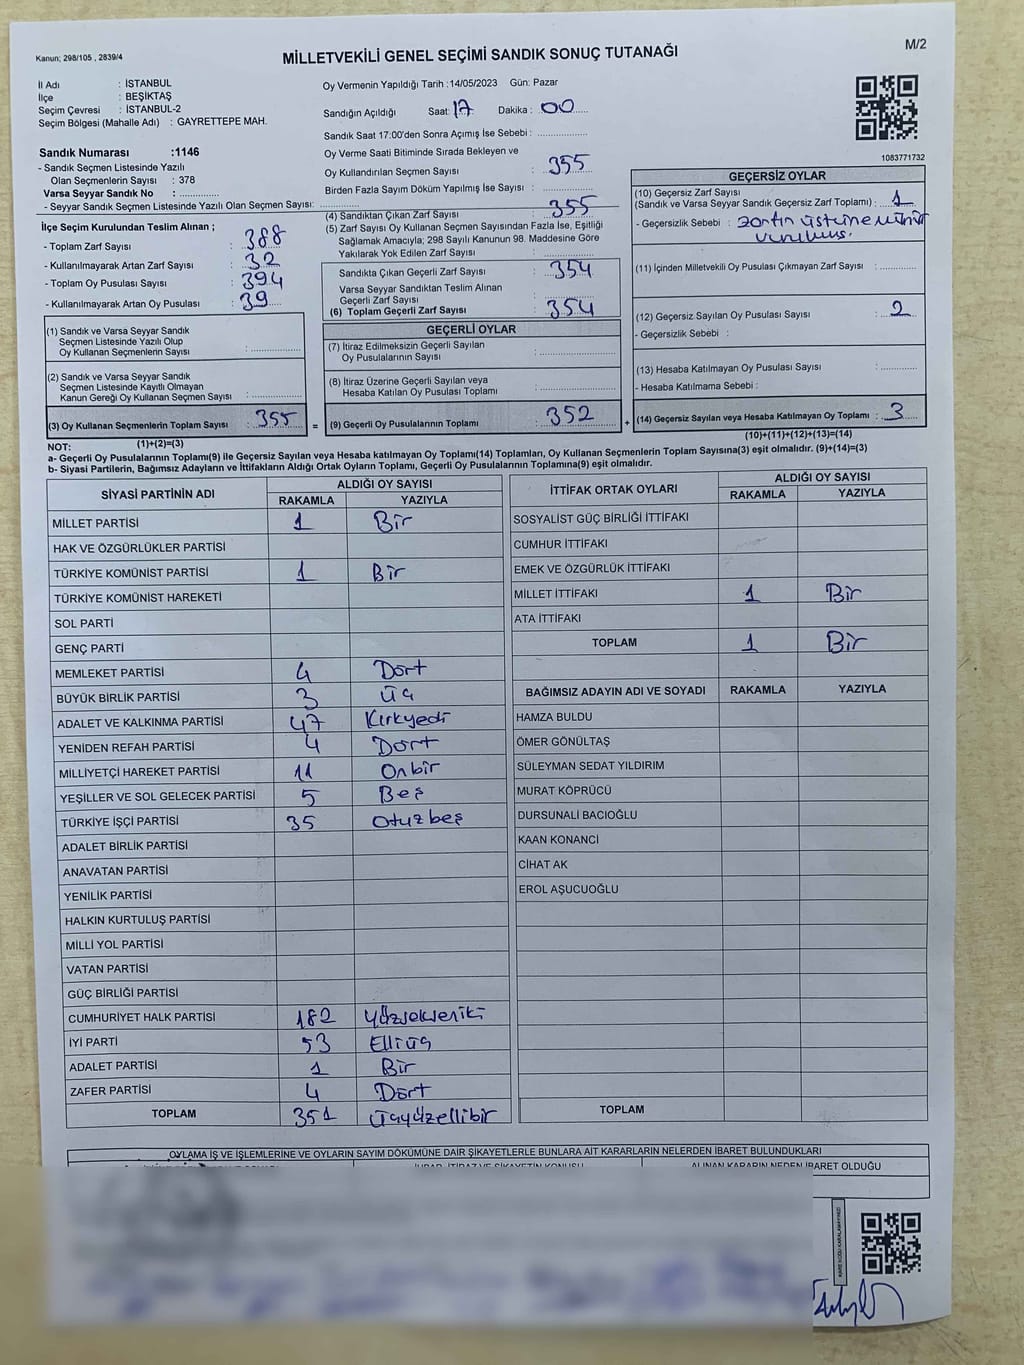 Kanun; 298/105 , 2839/4
MİLLETVEKİLİ GENEL SEÇİMİ SANDIK SONUÇ TUTANAĞI
M/2
İl Adı : İSTANBUL
İlçe : BEŞİKTAŞ
Seçim Çevresi : İSTANBUL-2
Seçim Bölgesi (Mahalle Adı) : GAYRETTEPE MAH.
Sandık Numarası :1146
- Sandık Seçmen Listesinde Yazılı
Olan Seçmenlerin Sayısı : 378
Varsa Seyyar Sandık No : ..............
- Seyyar Sandık Seçmen Listesinde Yazılı Olan Seçmen Sayısı: ..............
Oy Vermenin Yapıldığı Tarih :14/05/2023 Gün: Pazar
Sandığın Açıldığı Saat: 17 Dakika : 00
Sandık Saat 17:00'den Sonra Açımış İse Sebebi : ..............
Oy Verme Saati Bitiminde Sırada Bekleyen ve
Oy Kullandırılan Seçmen Sayısı : 355
Birden Fazla Sayım Döküm Yapılmış İse Sayısı : ..............
1083771732
İlçe Seçim Kurulundan Teslim Alınan ;
- Toplam Zarf Sayısı : 388
- Kullanılmayarak Artan Zarf Sayısı : 32
- Toplam Oy Pusulası Sayısı : 394
- Kullanılmayarak Artan Oy Pusulası : 39
(4) Sandıktan Çıkan Zarf Sayısı : 355
(5) Zarf Sayısı Oy Kullanan Seçmen Sayısından Fazla İse, Eşitliği
Sağlamak Amacıyla; 298 Sayılı Kanunun 98. Maddesine Göre
Yakılarak Yok Edilen Zarf Sayısı : ..............
Sandıkta Çıkan Geçerli Zarf Sayısı : 354
Varsa Seyyar Sandıktan Teslim Alınan
Geçerli Zarf Sayısı : ..............
(6) Toplam Geçerli Zarf Sayısı : 354
GEÇERSİZ OYLAR
(10) Geçersiz Zarf Sayısı
(Sandık ve Varsa Seyyar Sandık Geçersiz Zarf Toplamı) : 1
- Geçersizlik Sebebi : zarfın üstüne mühür
vurulmuş.
(11) İçinden Milletvekili Oy Pusulası Çıkmayan Zarf Sayısı : ..............
(12) Geçersiz Sayılan Oy Pusulası Sayısı : 2
- Geçersizlik Sebebi :
(13) Hesaba Katılmayan Oy Pusulası Sayısı : ..............
- Hesaba Katılmama Sebebi :
(14) Geçersiz Sayılan veya Hesaba Katılmayan Oy Toplamı : 3
(10)+(11)+(12)+(13)=(14)
(1) Sandık ve Varsa Seyyar Sandık
Seçmen Listesinde Yazılı Olup
Oy Kullanan Seçmenlerin Sayısı : ..............
(2) Sandık ve Varsa Seyyar Sandık
Seçmen Listesinde Kayıtlı Olmayan
Kanun Gereği Oy Kullanan Seçmen Sayısı : ..............
(3) Oy Kullanan Seçmenlerin Toplam Sayısı : 355 =
(1)+(2)=(3)
GEÇERLİ OYLAR
(7) İtiraz Edilmeksizin Geçerli Sayılan
Oy Pusulalarının Sayısı : ..............
(8) İtiraz Üzerine Geçerli Sayılan veya
Hesaba Katılan Oy Pusulası Toplamı : ..............
(9) Geçerli Oy Pusulalarının Toplamı : 352 +
NOT:
a- Geçerli Oy Pusulalarının Toplamı(9) ile Geçersiz Sayılan veya Hesaba katılmayan Oy Toplamı(14) Toplamları, Oy Kullanan Seçmenlerin Toplam Sayısına(3) eşit olmalıdır. (9)+(14)=(3)
b- Siyasi Partilerin, Bağımsız Adayların ve İttifakların Aldığı Ortak Oyların Toplamı, Geçerli Oy Pusulalarının Toplamına(9) eşit olmalıdır.
SİYASİ PARTİNİN ADI
ALDIĞI OY SAYISI
RAKAMLA YAZIYLA
MİLLET PARTİSİ 1 Bir
HAK VE ÖZGÜRLÜKLER PARTİSİ
TÜRKİYE KOMÜNİST PARTİSİ 1 Bir
TÜRKİYE KOMÜNİST HAREKETİ
SOL PARTİ
GENÇ PARTİ
MEMLEKET PARTİSİ 4 Dört
BÜYÜK BİRLİK PARTİSİ 3 Üç
ADALET VE KALKINMA PARTİSİ 47 Kırkyedi
YENİDEN REFAH PARTİSİ 4 Dört
MİLLİYETÇİ HAREKET PARTİSİ 11 Onbir
YEŞİLLER VE SOL GELECEK PARTİSİ 5 Beş
TÜRKİYE İŞÇİ PARTİSİ 35 Otuzbeş
ADALET BİRLİK PARTİSİ
ANAVATAN PARTİSİ
YENİLİK PARTİSİ
HALKIN KURTULUŞ PARTİSİ
MİLLİ YOL PARTİSİ
VATAN PARTİSİ
GÜÇ BİRLİĞİ PARTİSİ
CUMHURİYET HALK PARTİSİ 182 Yüzsekseniki
İYİ PARTİ 53 Elliüç
ADALET PARTİSİ 1 Bir
ZAFER PARTİSİ 4 Dört
TOPLAM 351 Üçyüzellibir
İTTİFAK ORTAK OYLARI
ALDIĞI OY SAYISI
RAKAMLA YAZIYLA
SOSYALİST GÜÇ BİRLİĞİ İTTİFAKI
CUMHUR İTTİFAKI
EMEK VE ÖZGÜRLÜK İTTİFAKI
MİLLET İTTİFAKI 1 Bir
ATA İTTİFAKI
TOPLAM 1 Bir
BAĞIMSIZ ADAYIN ADI VE SOYADI RAKAMLA YAZIYLA
HAMZA BULDU
ÖMER GÖNÜLTAŞ
SÜLEYMAN SEDAT YILDIRIM
MURAT KÖPRÜCÜ
DURSUNALİ BACIOĞLU
KAAN KONANCI
CİHAT AK
EROL AŞUCUOĞLU
TOPLAM
OYLAMA İŞ VE İŞLEMLERİNE VE OYLARIN SAYIM DÖKÜMÜNE DAİR ŞİKAYETLERLE BUNLARA AİT KARARLARIN NELERDEN İBARET BULUNDUKLARI
ALINAN KARARIN NEDEN İBARET OLDUĞU